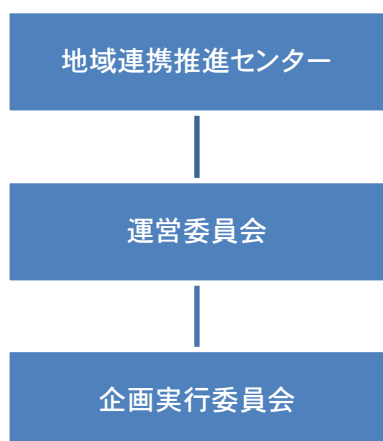 地域連携推進センター
運営委員会
企画実行委員会